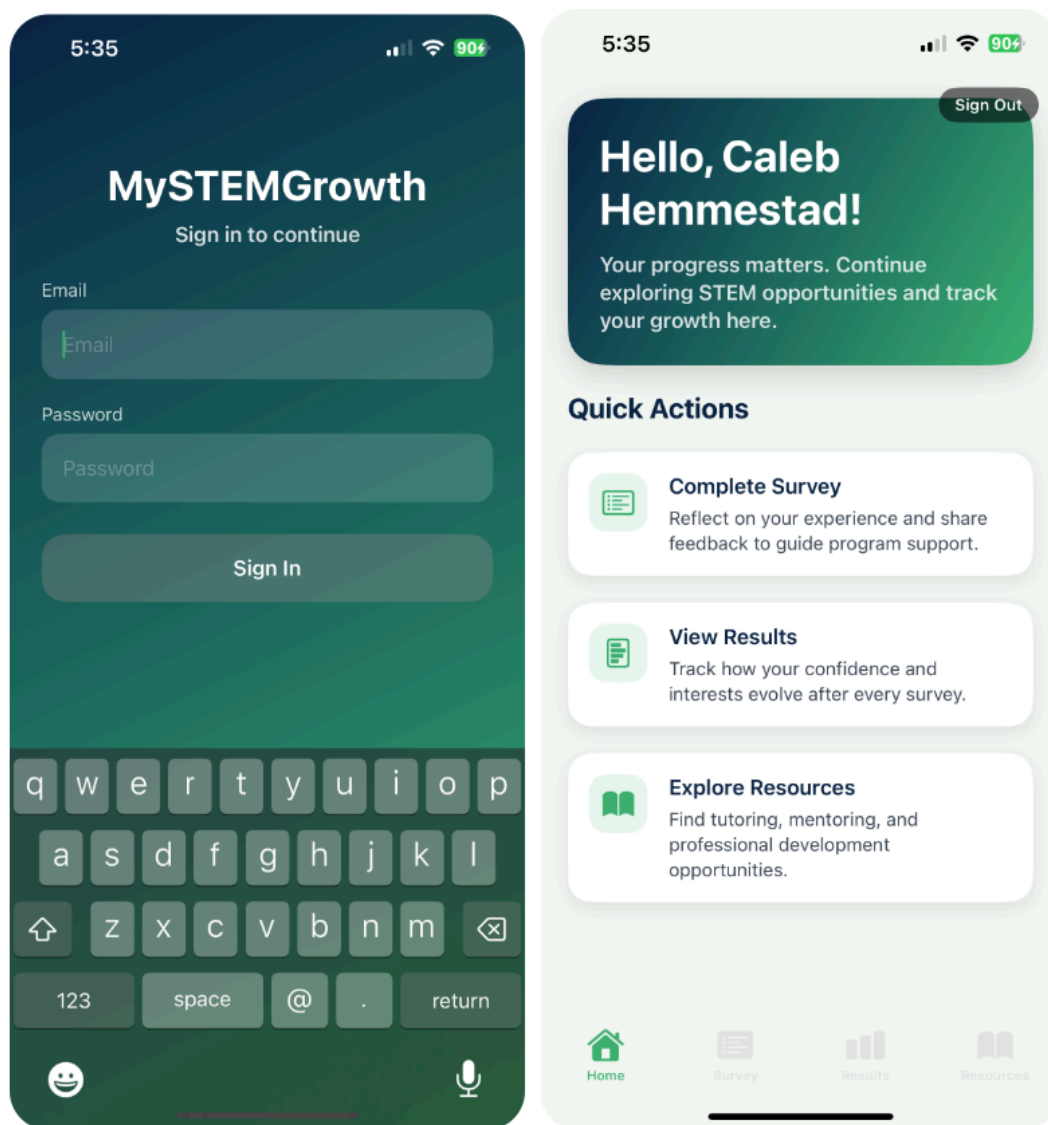 5:35
90
MySTEMGrowth
Sign in to continue
Email
Email
Password
Password
Sign In
q w e r t y u i o p
a s d f g h j k l
z x c v b n m
123 space @ . return
5:35
90
Sign Out
Hello, Caleb
Hemmestad!
Your progress matters. Continue
exploring STEM opportunities and track
your growth here.
Quick Actions
Complete Survey
Reflect on your experience and share
feedback to guide program support.
View Results
Track how your confidence and
interests evolve after every survey.
Explore Resources
Find tutoring, mentoring, and
professional development
opportunities.
Home Survey Results Resources